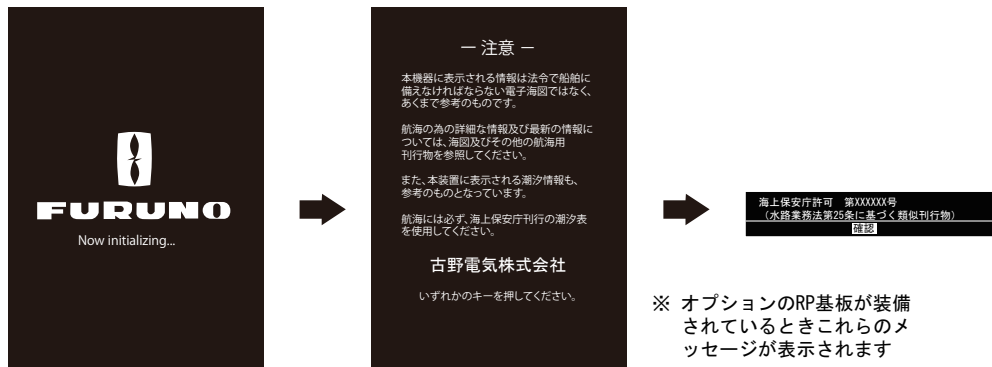 FURUNO
Now initializing...
－ 注意 －
本機器に表示される情報は法令で船舶に
備えなければならない電子海図ではなく、
あくまで参考のものです。
航海の為の詳細な情報及び最新の情報に
ついては、海図及びその他の航海用
刊行物を参照してください。
また、本装置に表示される潮汐情報も、
参考のものとなっています。
航海には必ず、海上保安庁刊行の潮汐表
を使用してください。
古野電気株式会社
いずれかのキーを押してください。
海上保安庁許可　第XXXXXX号
（水路業務法第25条に基づく類似刊行物）
確認
※ オプションのRP基板が装備
されているときこれらのメ
ッセージが表示されます